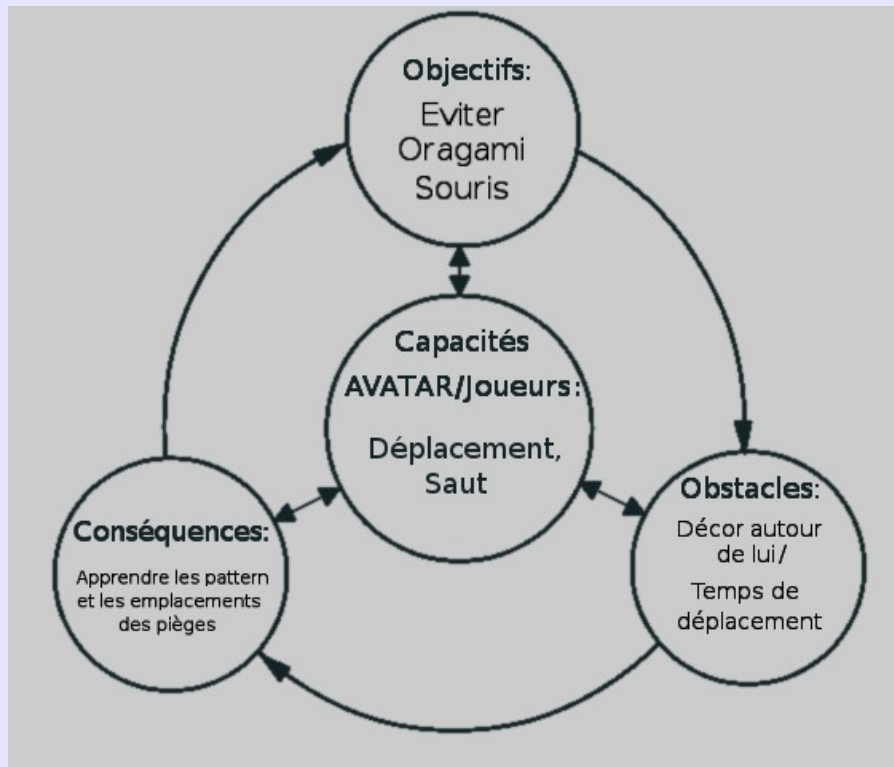 Objectifs:
Eviter
Oragami
Souris
Capacités
AVATAR/Joueurs:
Déplacement,
Saut
Obstacles:
Décor autour
de lui/
Temps de
déplacement
Conséquences:
Apprendre les pattern
et les emplacements
des pièges